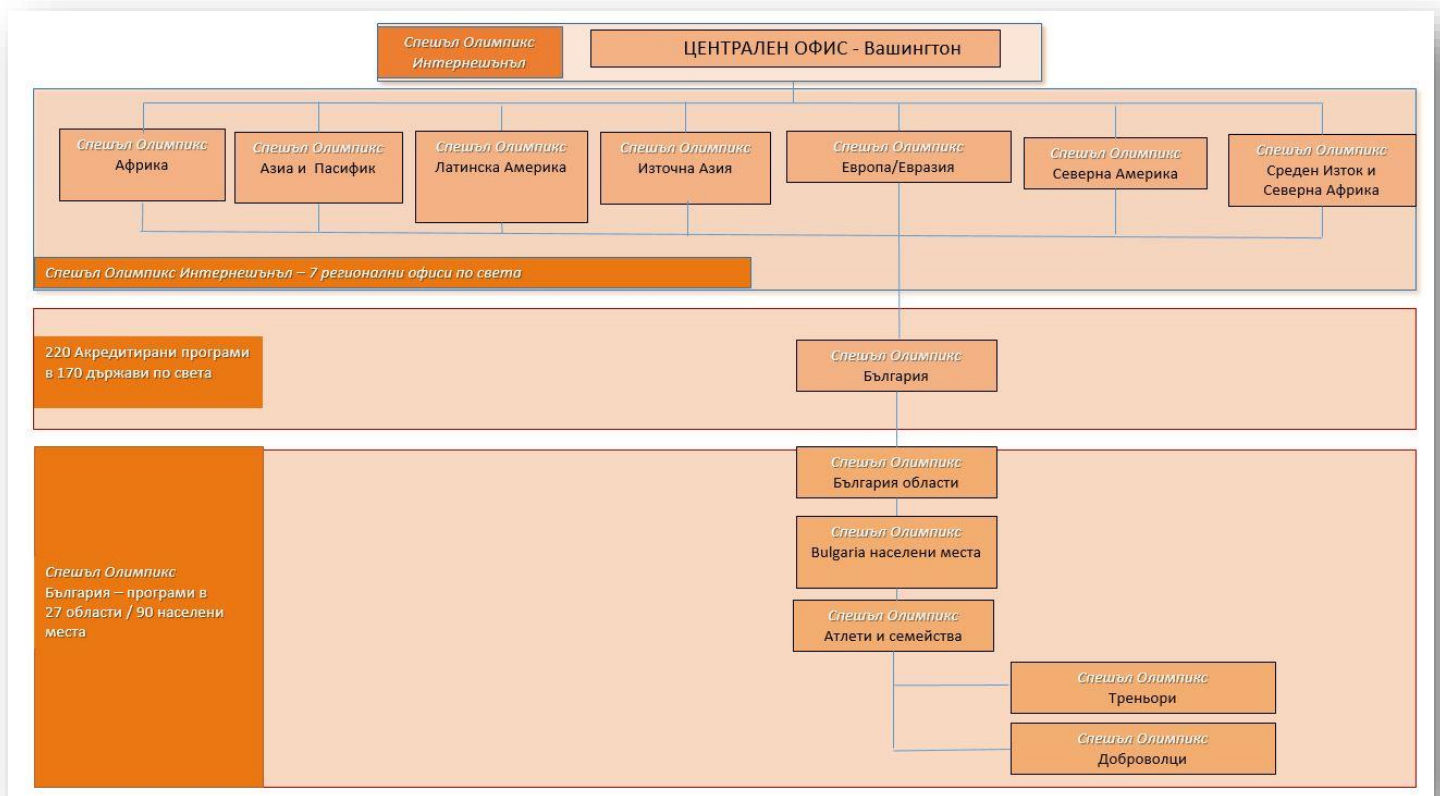 Спешъл Олимпикс
Интернешънъл
ЦЕНТРАЛЕН ОФИС - Вашингтон
Спешъл Олимпикс
Африка
Спешъл Олимпикс
Азиа и Пасифик
Спешъл Олимпикс
Латинска Америка
Спешъл Олимпикс
Източна Азия
Спешъл Олимпикс
Европа/Евразия
Спешъл Олимпикс
Северна Америка
Спешъл Олимпикс
Среден Изток и
Северна Африка
Спешъл Олимпикс Интернешънъл – 7 регионални офиси по света
220 Акредитирани програми
в 170 държави по света
Спешъл Олимпикс
България
Спешъл Олимпикс
България области
Спешъл Олимпикс
Bulgaria населени места
Спешъл Олимпикс
България – програми в
27 области / 90 населени
места
Спешъл Олимпикс
Атлети и семейства
Спешъл Олимпикс
Треньори
Спешъл Олимпикс
Доброволци